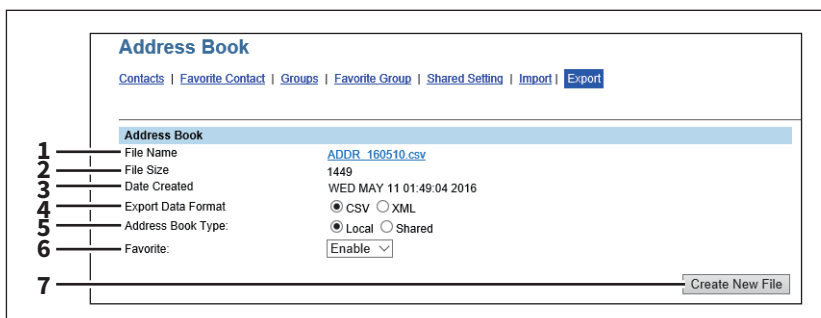 Address Book
Contacts | Favorite Contact | Groups | Favorite Group | Shared Setting | Import | Export
Address Book
1 File Name ADDR_160510.csv
2 File Size 1449
3 Date Created WED MAY 11 01:49:04 2016
4 Export Data Format CSV XML
5 Address Book Type: Local Shared
6 Favorite: Enable
7 Create New File